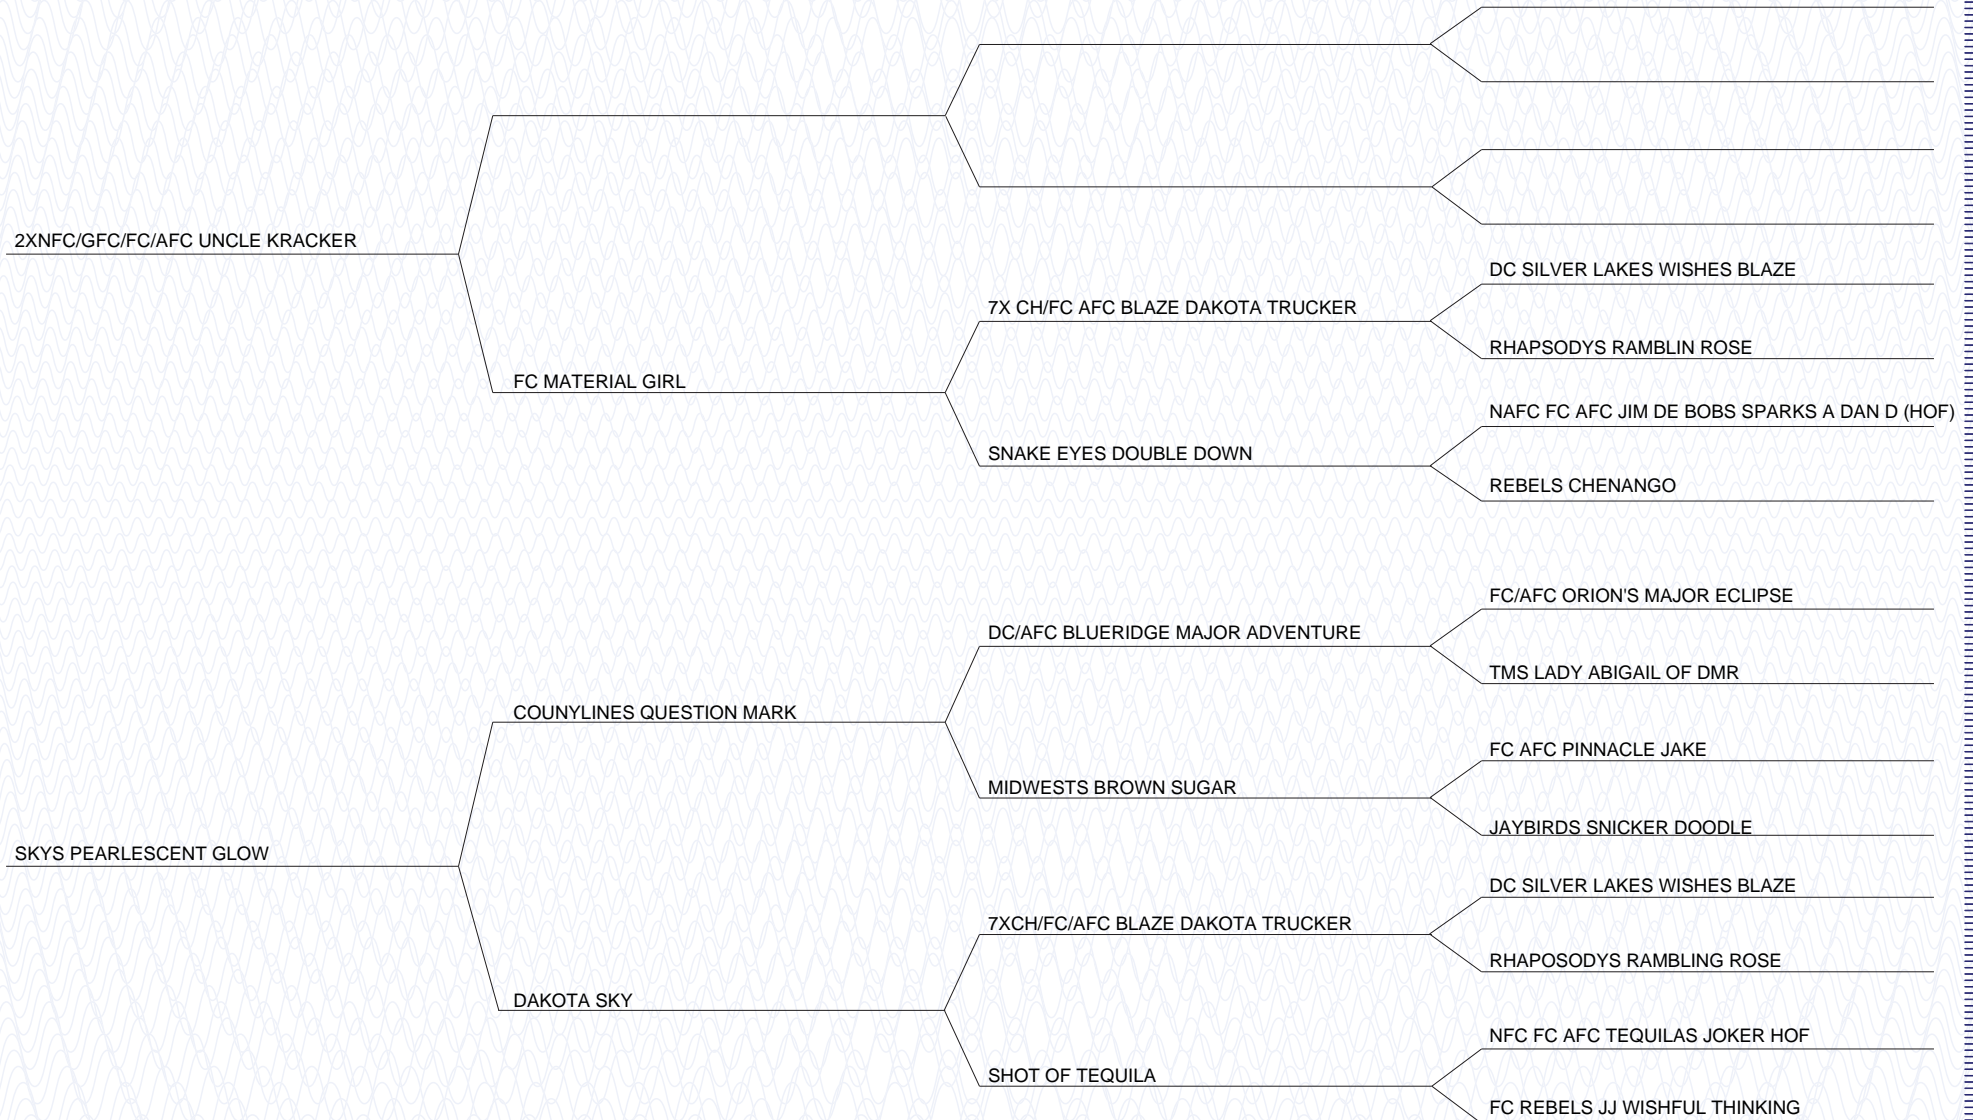 2XNFC/GFC/FC/AFC UNCLE KRACKER
FC MATERIAL GIRL
7X CH/FC AFC BLAZE DAKOTA TRUCKER
DC SILVER LAKES WISHES BLAZE
RHAPSODYS RAMBLIN ROSE
SNAKE EYES DOUBLE DOWN
NAFC FC AFC JIM DE BOBS SPARKS A DAN D (HOF)
REBELS CHENANGO
SKYS PEARLESCENT GLOW
COUNYLINES QUESTION MARK
DC/AFC BLUERIDGE MAJOR ADVENTURE
FC/AFC ORION'S MAJOR ECLIPSE
TMS LADY ABIGAIL OF DMR
MIDWESTS BROWN SUGAR
FC AFC PINNACLE JAKE
JAYBIRDS SNICKER DOODLE
DAKOTA SKY
7XCH/FC/AFC BLAZE DAKOTA TRUCKER
DC SILVER LAKES WISHES BLAZE
RHAPOSODYS RAMBLING ROSE
SHOT OF TEQUILA
NFC FC AFC TEQUILAS JOKER HOF
FC REBELS JJ WISHFUL THINKING